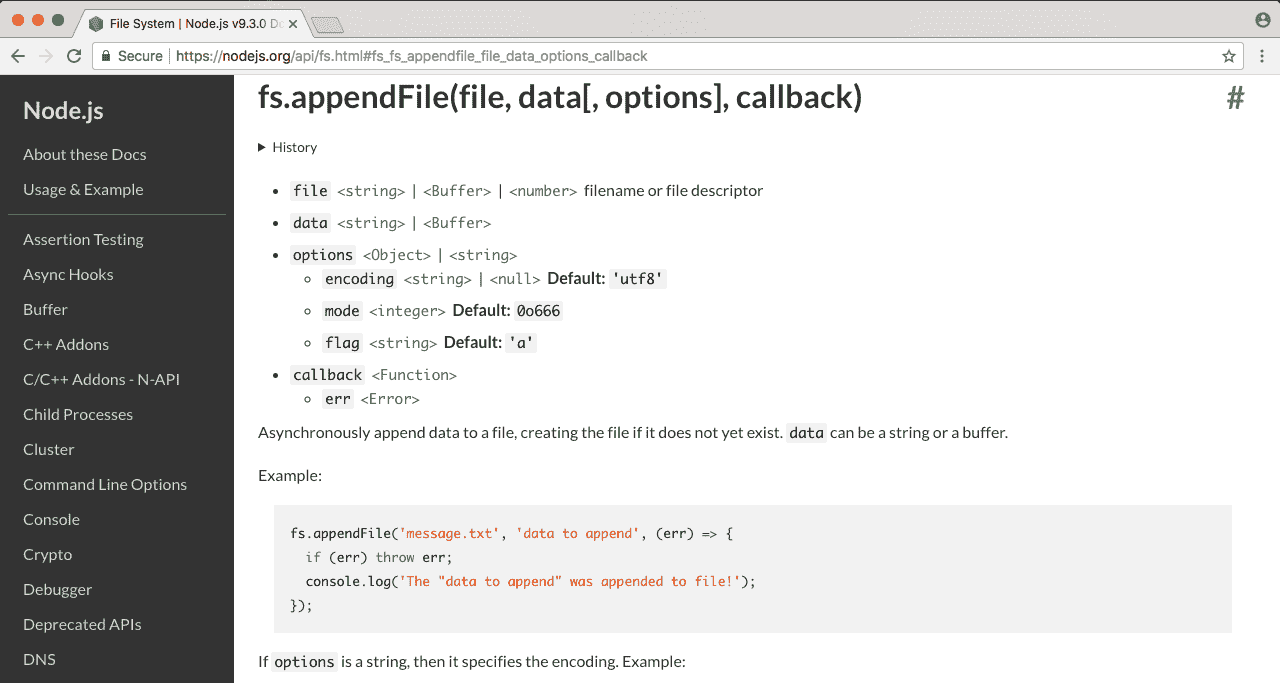 File System | Node.js v9.3.0 Do
Secure https://nodejs.org/api/fs.html#fs_fs_appendfile_file_data_options_callback
Node.js
About these Docs
Usage & Example
Assertion Testing
Async Hooks
Buffer
C++ Addons
C/C++ Addons - N-API
Child Processes
Cluster
Command Line Options
Console
Crypto
Debugger
Deprecated APIs
DNS
fs.appendFile(file, data[, options], callback) #
History
file <string> | <Buffer> | <number> filename or file descriptor
data <string> | <Buffer>
options <Object> | <string>
encoding <string> | <null> Default: 'utf8'
mode <integer> Default: 0o666
flag <string> Default: 'a'
callback <Function>
err <Error>
Asynchronously append data to a file, creating the file if it does not yet exist. data can be a string or a buffer.
Example:
fs.appendFile('message.txt', 'data to append', (err) => {
  if (err) throw err;
  console.log('The "data to append" was appended to file!');
});
If options is a string, then it specifies the encoding. Example: